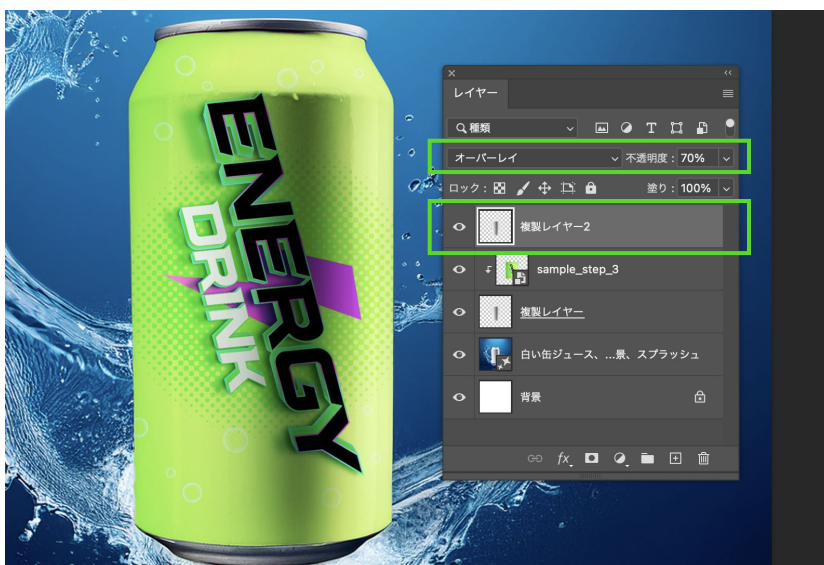 ENERGY
DRINK
レイヤー
種類
オーバーレイ 不透明度: 70%
ロック: 塗り: 100%
複製レイヤー2
sample_step_3
複製レイヤー
白い缶ジュース、...景、スプラッシュ
背景
fx